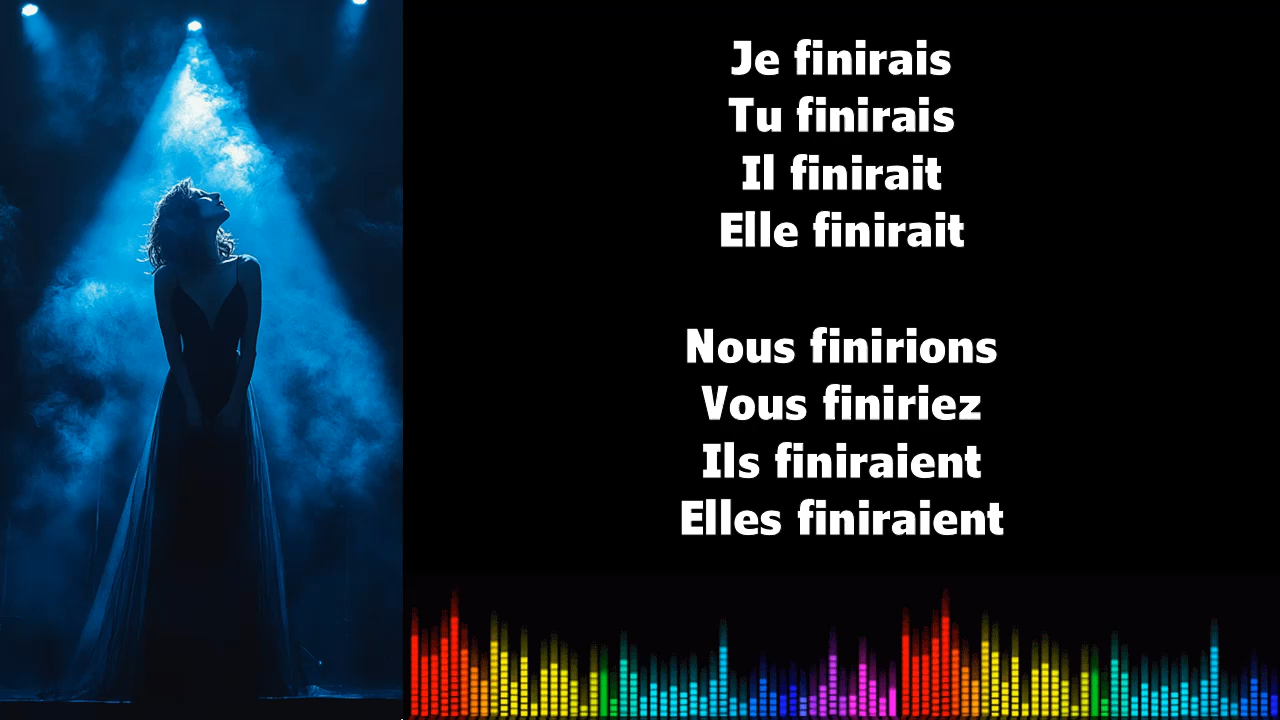 Je finirais
Tu finirais
Il finirait
Elle finirait
Nous finirions
Vous finiriez
Ils finiraient
Elles finiraient